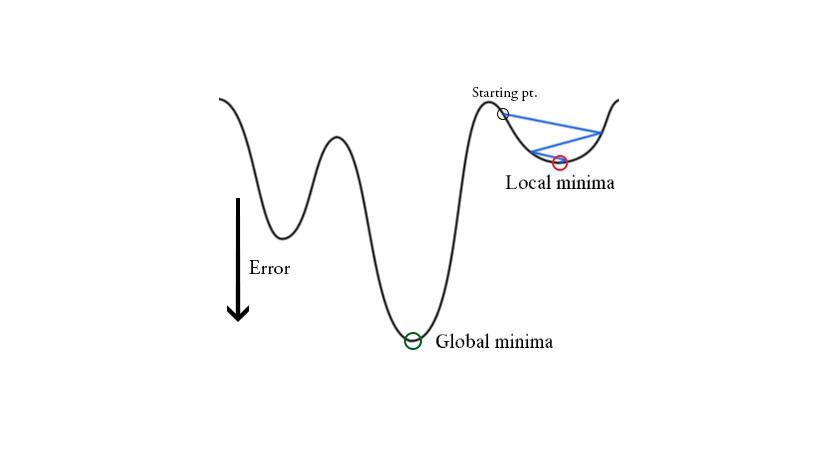 Starting pt.
Local minima
Error
Global minima